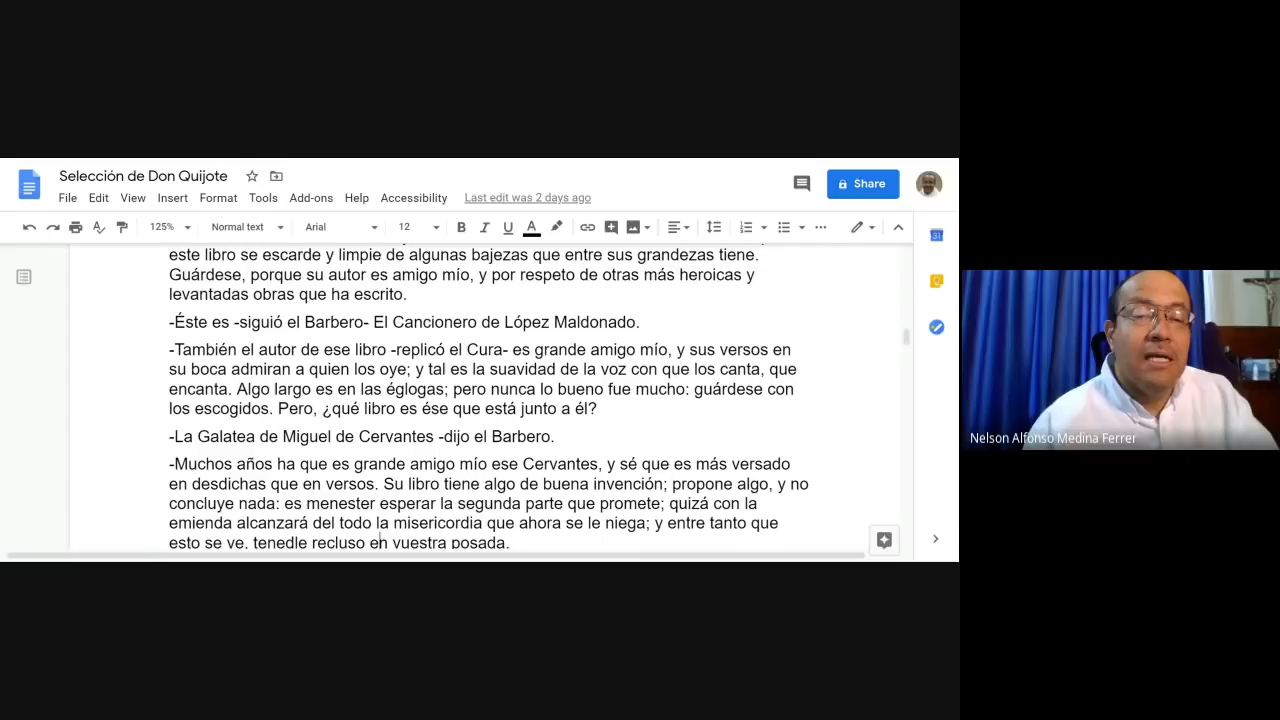 Selección de Don Quijote
File Edit View Insert Format Tools Add-ons Help Accessibility Last edit was 2 days ago
Share
125% Normal text Arial 12 B I U A
31
este libro se escarde y limpie de algunas bajezas que entre sus grandezas tiene.
Guárdese, porque su autor es amigo mío, y por respeto de otras más heroicas y
levantadas obras que ha escrito.
-Éste es -siguió el Barbero- El Cancionero de López Maldonado.
-También el autor de ese libro -replicó el Cura- es grande amigo mío, y sus versos en
su boca admiran a quien los oye; y tal es la suavidad de la voz con que los canta, que
encanta. Algo largo es en las églogas; pero nunca lo bueno fue mucho: guárdese con
los escogidos. Pero, ¿qué libro es ése que está junto a él?
-La Galatea de Miguel de Cervantes -dijo el Barbero.
-Muchos años ha que es grande amigo mío ese Cervantes, y sé que es más versado
en desdichas que en versos. Su libro tiene algo de buena invención; propone algo, y no
concluye nada: es menester esperar la segunda parte que promete; quizá con la
emienda alcanzará del todo la misericordia que ahora se le niega; y entre tanto que
esto se ve, tenedle recluso en vuestra posada.
Nelson Alfonso Medina Ferrer